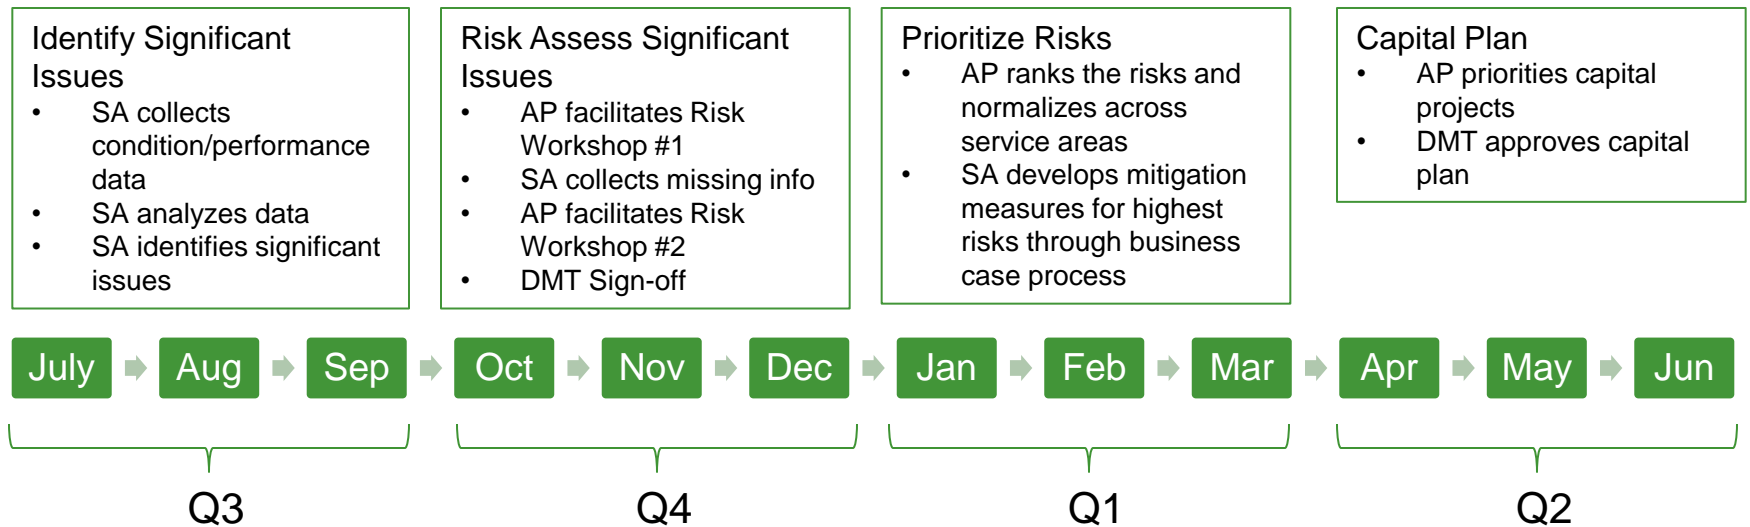 Identify Significant
Issues
• SA collects
condition/performance
data
• SA analyzes data
• SA identifies significant
issues
Risk Assess Significant
Issues
• AP facilitates Risk
Workshop #1
• SA collects missing info
• AP facilitates Risk
Workshop #2
• DMT Sign-off
Prioritize Risks
• AP ranks the risks and
normalizes across
service areas
• SA develops mitigation
measures for highest
risks through business
case process
Capital Plan
• AP priorities capital
projects
• DMT approves capital
plan
July
Aug
Sep
Oct
Nov
Dec
Jan
Feb
Mar
Apr
May
Jun
Q3
Q4
Q1
Q2